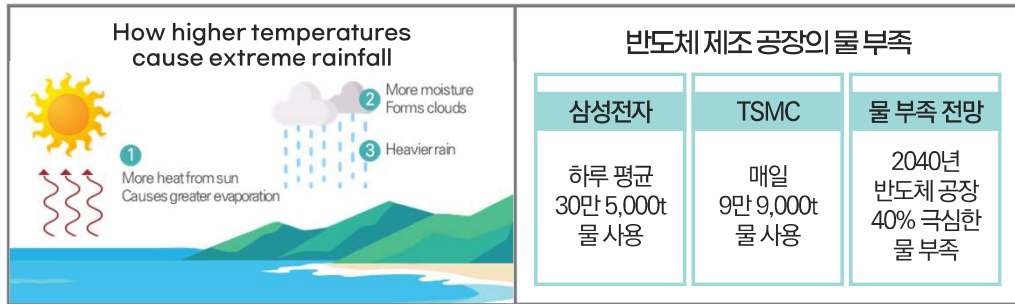 How higher temperatures
cause extreme rainfall
1
More heat from sun
Causes greater evaporation
2
More moisture
Forms clouds
3
Heavier rain
반도체 제조 공장의 물 부족
삼성전자
하루 평균
30만 5,000t
물 사용
TSMC
매일
9만 9,000t
물 사용
물 부족 전망
2040년
반도체 공장
40% 극심한
물 부족